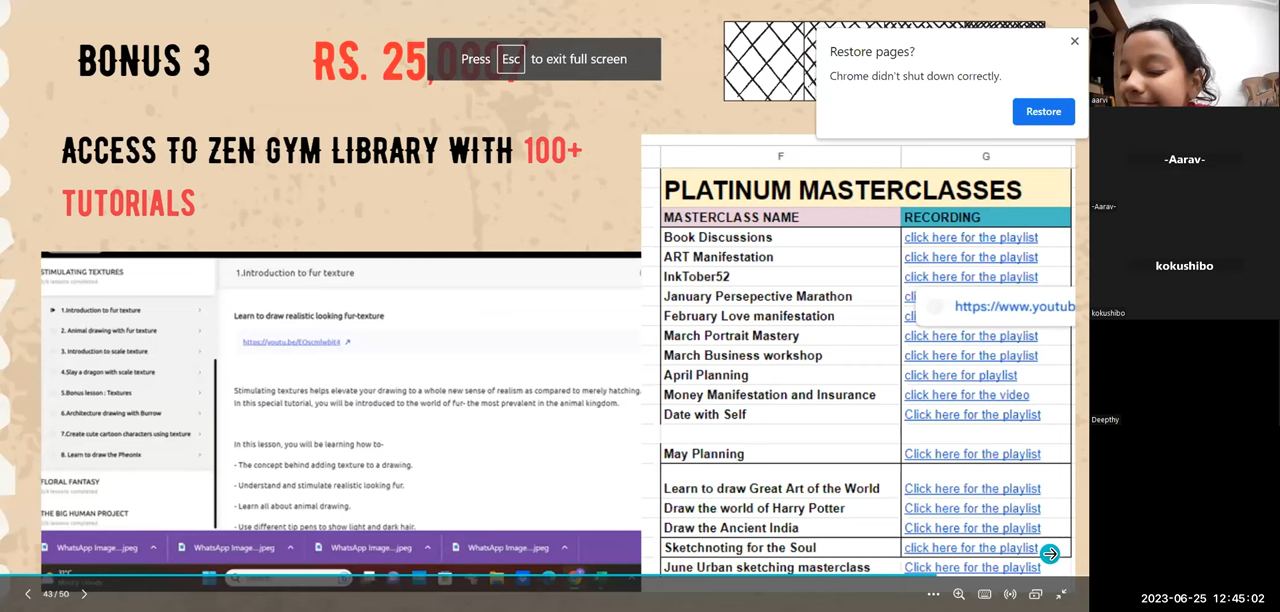 BONUS 3
RS. 25,000/
Press Esc to exit full screen
Restore pages?
Chrome didn't shut down correctly.
Restore
ACCESS TO ZEN GYM LIBRARY WITH 100+
TUTORIALS
STIMULATING TEXTURES
1.Introduction to fur texture
2. Animal drawing with fur texture
3. Introduction to scale texture
4.Slay a dragon with scale texture
5.Bonus lesson : Textures
6.Architecture drawing with Burrow
7.Create cute cartoon characters using texture
8. Learn to draw the Pheonix
FLORAL FANTASY
THE BIG HUMAN PROJECT
1.Introduction to fur texture
Learn to draw realistic looking fur-texture
Stimulating textures helps elevate your drawing to a whole new sense of realism as compared to merely hatching.
In this special tutorial, you will be introduced to the world of fur- the most prevalent in the animal kingdom.
In this lesson, you will be learning how to-
- The concept behind adding texture to a drawing.
- Understand and stimulate realistic looking fur.
- Learn all about animal drawing.
- Use different tip pens to show light and dark hair.
WhatsApp Image....jpeg
WhatsApp Image....jpeg
WhatsApp Image....jpeg
WhatsApp Image....jpeg
F G
PLATINUM MASTERCLASSES
MASTERCLASS NAME RECORDING
Book Discussions click here for the playlist
ART Manifestation click here for the playlist
InkTober52 click here for the playlist
January Persepective Marathon cli
https://www.youtub
February Love manifestation cli
March Portrait Mastery click here for the playlist
March Business workshop click here for the playlist
April Planning click here for playlist
Money Manifestation and Insurance click here for the video
Date with Self Click here for the playlist
May Planning Click here for the playlist
Learn to draw Great Art of the World Click here for the playlist
Draw the world of Harry Potter Click here for the playlist
Draw the Ancient India Click here for the playlist
Sketchnoting for the Soul Click here for the playlist
June Urban sketching masterclass Click here for the playlist
43 / 50
aarvi
-Aarav-
-Aarav-
kokushibo
kokushibo
Deepthy
2023-06-25 12:45:02